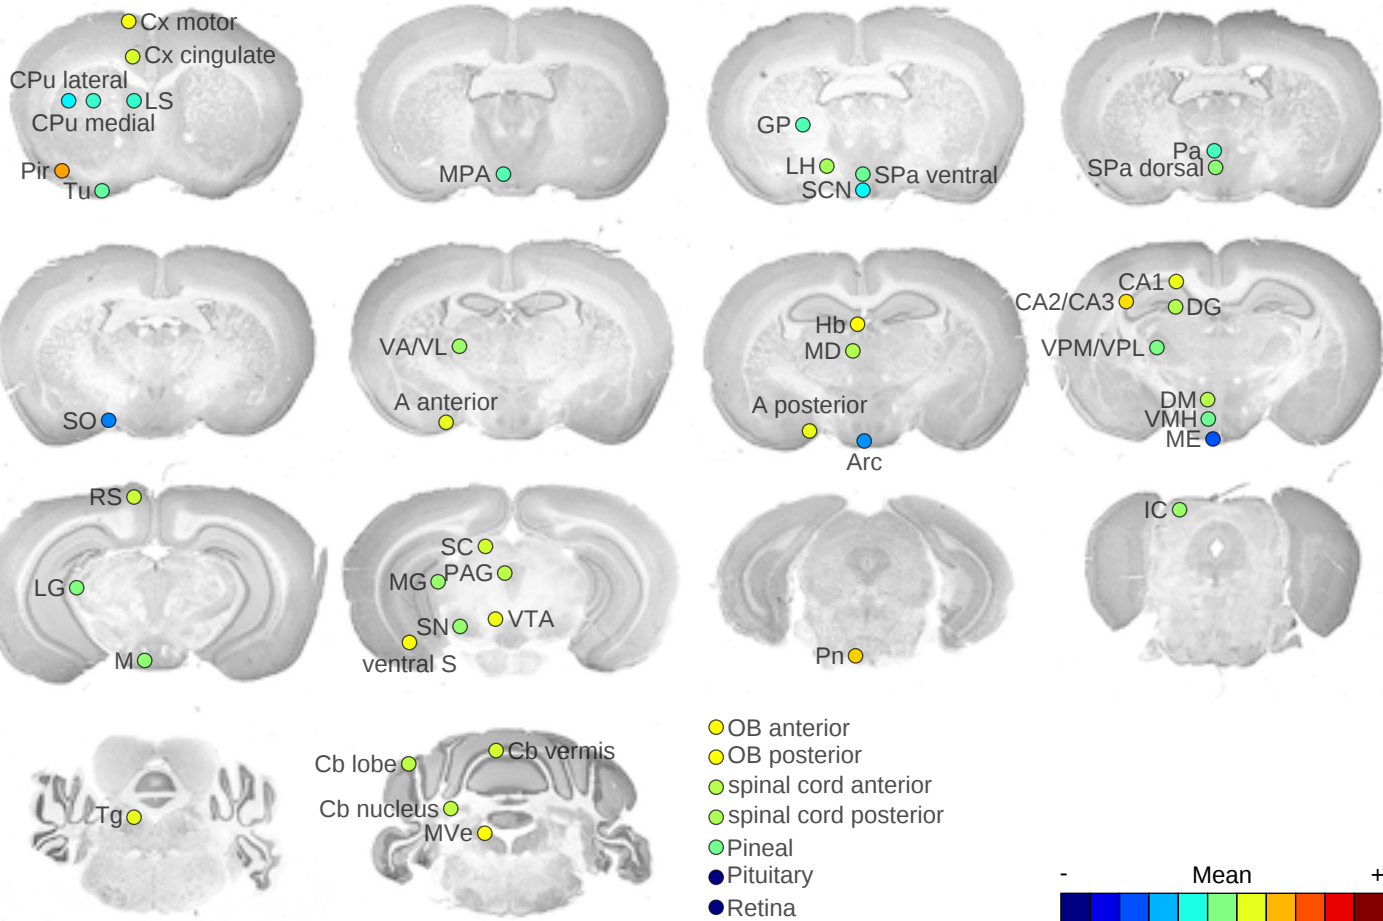 Cx motor
Cx cingulate
CPu lateral
LS
CPu medial
Pir
Tu
MPA
GP
LH
SPa ventral
SCN
Pa
SPa dorsal
SO
VA/VL
A anterior
Hb
MD
A posterior
Arc
CA1
CA2/CA3
DG
VPM/VPL
DM
VMH
ME
RS
LG
M
SC
PAG
MG
VTA
SN
ventral S
Pn
IC
Tg
Cb vermis
Cb lobe
Cb nucleus
MVe
OB anterior
OB posterior
spinal cord anterior
spinal cord posterior
Pineal
Pituitary
Retina
- Mean +